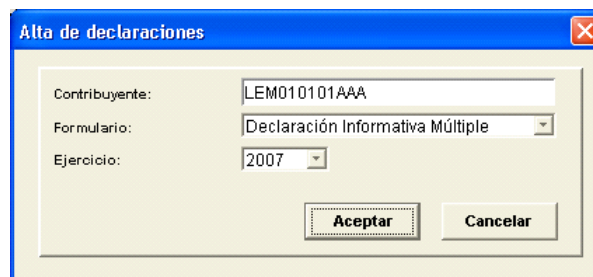 Alta de declaraciones
Contribuyente: LEM010101AAA
Formulario: Declaración Informativa Múltiple
Ejercicio: 2007
Aceptar Cancelar